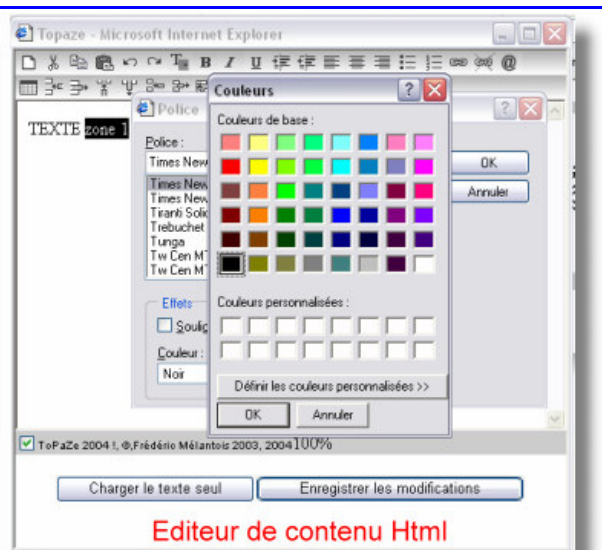 Topaze - Microsoft Internet Explorer
B I U @
Couleurs
Police
TEXTE zone 1
Couleurs de base :
Police :
Times New
OK
Times New
Annuler
Times New
Tiranti Solid
Trebuchet
Tunga
Tw Cen MT
Tw Cen MT
Effets
Couleurs personnalisées :
Soulig
Couleur :
Noir
Définir les couleurs personnalisées >>
OK Annuler
ToPaZe 2004 !, ©,Frédério Mélantois 2003, 2004 100%
Charger le texte seul Enregistrer les modifications
Editeur de contenu Html